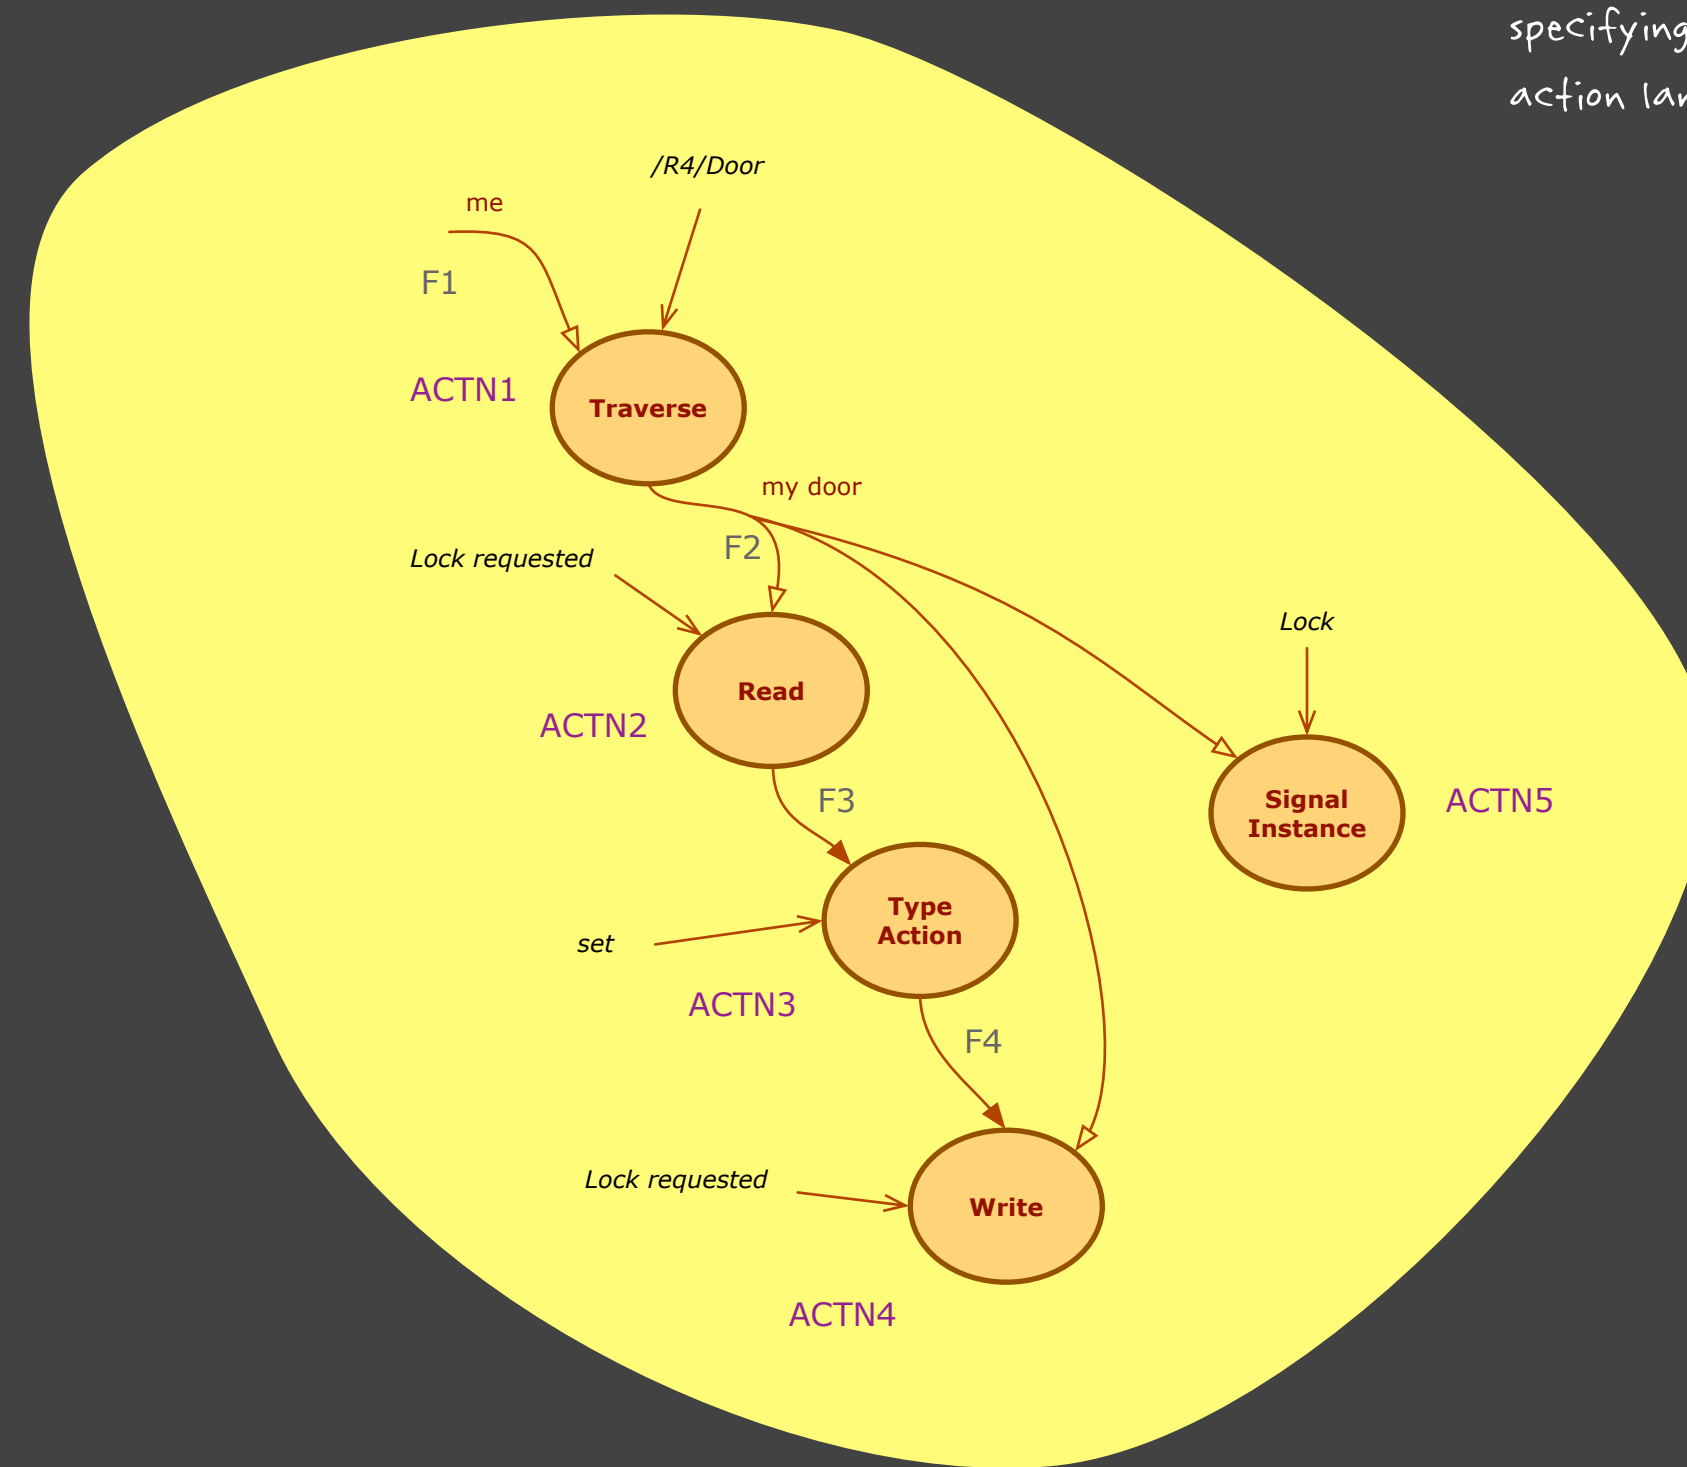 specifying
/R4/Door
me
F1
ACTN1
Traverse
my door
F2
Lock requested
Read
ACTN2
Lock
Signal
Instance
ACTN5
F3
Type
Action
set
ACTN3
F4
Lock requested
Write
ACTN4
action